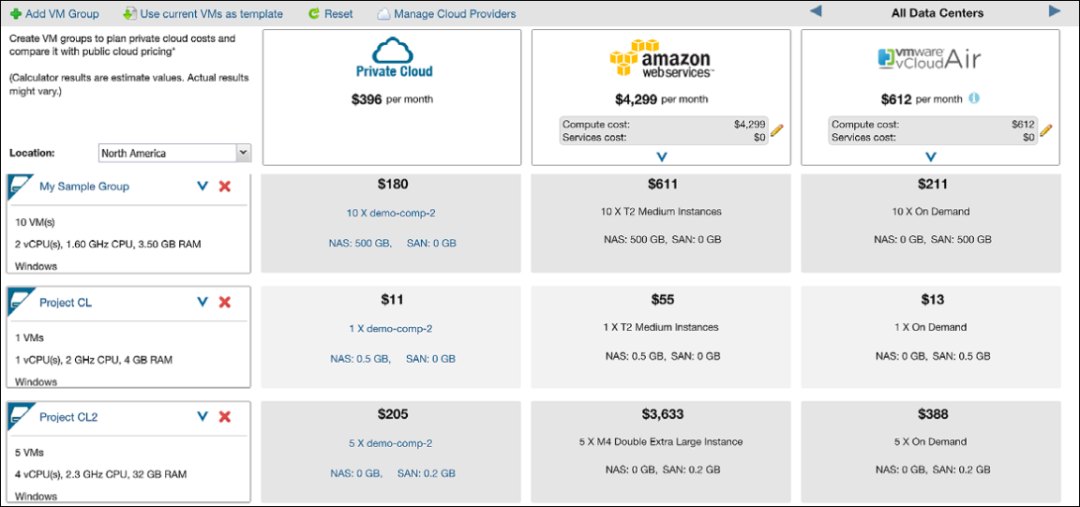 Add VM Group Use current VMs as template Reset Manage Cloud Providers All Data Centers
Create VM groups to plan private cloud costs and
compare it with public cloud pricing*
(Calculator results are estimate values. Actual results
might vary.)
Location: North America
Private Cloud
$396 per month
amazon
webservices™
$4,299 per month
Compute cost: $4,299
Services cost: $0
vmware®
vCloud Air
$612 per month
Compute cost: $612
Services cost: $0
My Sample Group
10 VM(s)
2 vCPU(s), 1.60 GHz CPU, 3.50 GB RAM
Windows
$180
10 X demo-comp-2
NAS: 500 GB, SAN: 0 GB
$611
10 X T2 Medium Instances
NAS: 500 GB, SAN: 0 GB
$211
10 X On Demand
NAS: 0 GB, SAN: 500 GB
Project CL
1 VMs
1 vCPU(s), 2 GHz CPU, 4 GB RAM
Windows
$11
1 X demo-comp-2
NAS: 0.5 GB, SAN: 0 GB
$55
1 X T2 Medium Instances
NAS: 0.5 GB, SAN: 0 GB
$13
1 X On Demand
NAS: 0 GB, SAN: 0.5 GB
Project CL2
5 VMs
4 vCPU(s), 2.3 GHz CPU, 32 GB RAM
Windows
$205
5 X demo-comp-2
NAS: 0 GB, SAN: 0.2 GB
$3,633
5 X M4 Double Extra Large Instance
NAS: 0 GB, SAN: 0.2 GB
$388
5 X On Demand
NAS: 0 GB, SAN: 0.2 GB